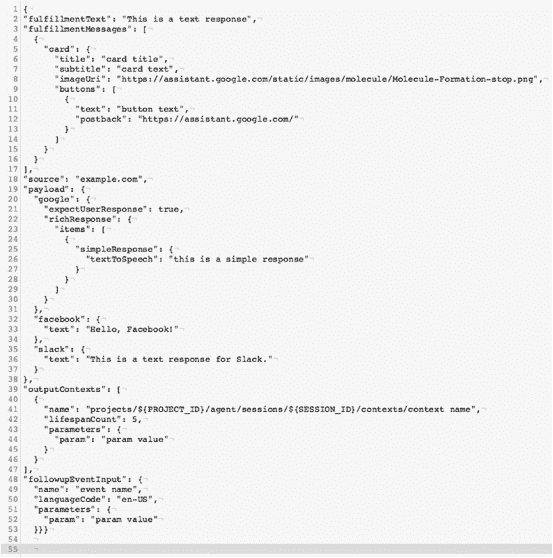 1 {
2 "fulfillmentText": "This is a text response",
3 "fulfillmentMessages": [
4   {
5     "card": {
6       "title": "card title",
7       "subtitle": "card text",
8       "imageUri": "https://assistant.google.com/static/images/molecule/Molecule-Formation-stop.png",
9       "buttons": [
10         {
11           "text": "button text",
12           "postback": "https://assistant.google.com/"
13         }
14       ]
15     }
16   }
17 ],
18 "source": "example.com",
19 "payload": {
20   "google": {
21     "expectUserResponse": true,
22     "richResponse": {
23       "items": [
24         {
25           "simpleResponse": {
26             "textToSpeech": "this is a simple response"
27           }
28         }
29       ]
30     }
31   },
32   "facebook": {
33     "text": "Hello, Facebook!"
34   },
35   "slack": {
36     "text": "This is a text response for Slack."
37   }
38 },
39 "outputContexts": [
40   {
41     "name": "projects/${PROJECT_ID}/agent/sessions/${SESSION_ID}/contexts/context name",
42     "lifespanCount": 5,
43     "parameters": {
44       "param": "param value"
45     }
46   }
47 ],
48 "followupEventInput": {
49   "name": "event name",
50   "languageCode": "en-US",
51   "parameters": {
52     "param": "param value"
53   }}}
54
55